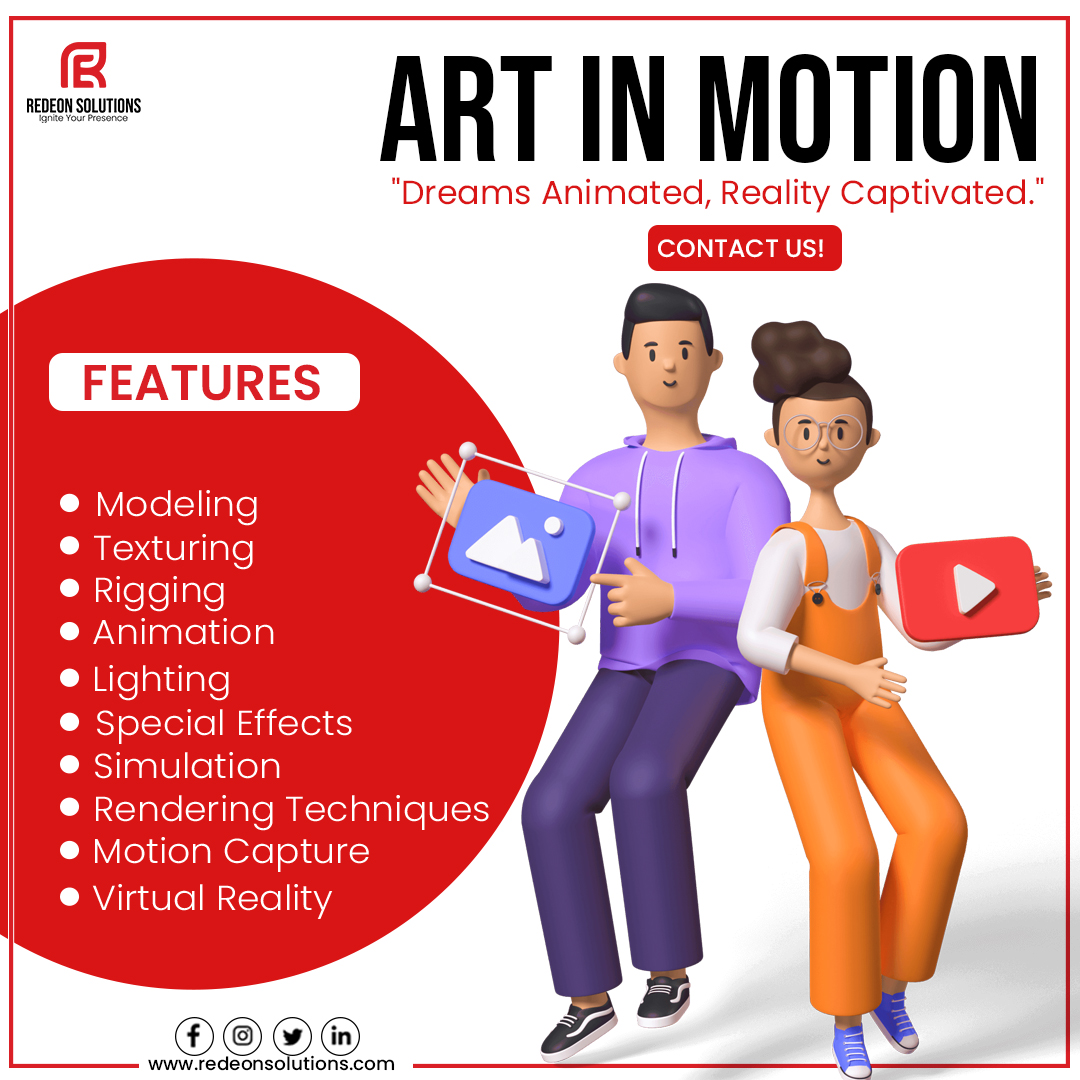 REDEON SOLUTIONS
Ignite Your Presence
ART IN MOTION
"Dreams Animated, Reality Captivated."
CONTACT US!
FEATURES
Modeling
Texturing
Rigging
Animation
Lighting
Special Effects
Simulation
Rendering Techniques
Motion Capture
Virtual Reality
www.redeonsolutions.com